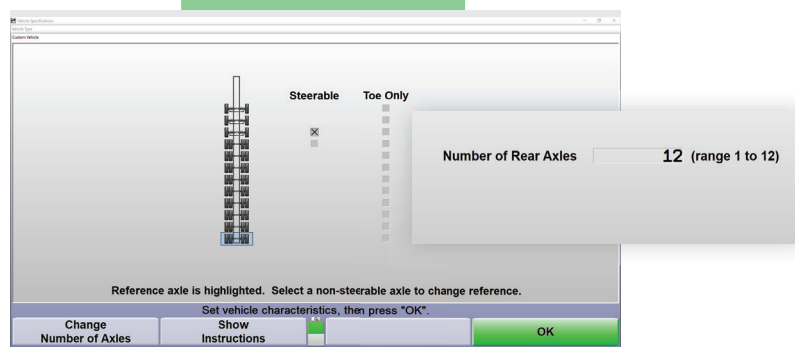 Vehicle Specifications
Vehicle Type
Custom Vehicle
Steerable
Toe Only
Number of Rear Axles 12 (range 1 to 12)
Reference axle is highlighted. Select a non-steerable axle to change reference.
Set vehicle characteristics, then press "OK".
Change
Number of Axles
Show
Instructions
OK